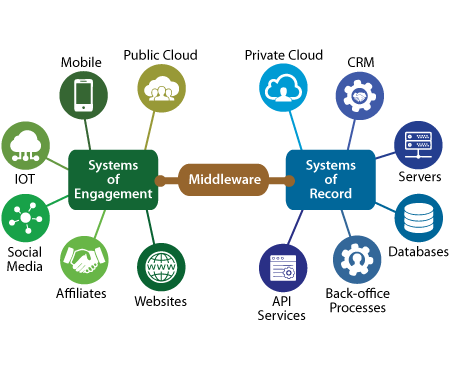 Public Cloud
Private Cloud
Mobile
CRM
Systems
of
Engagement
Middleware
Systems
of
Record
IOT
Servers
Social
Media
Databases
Affiliates
WWW
Websites
API
Services
Back-office
Processes